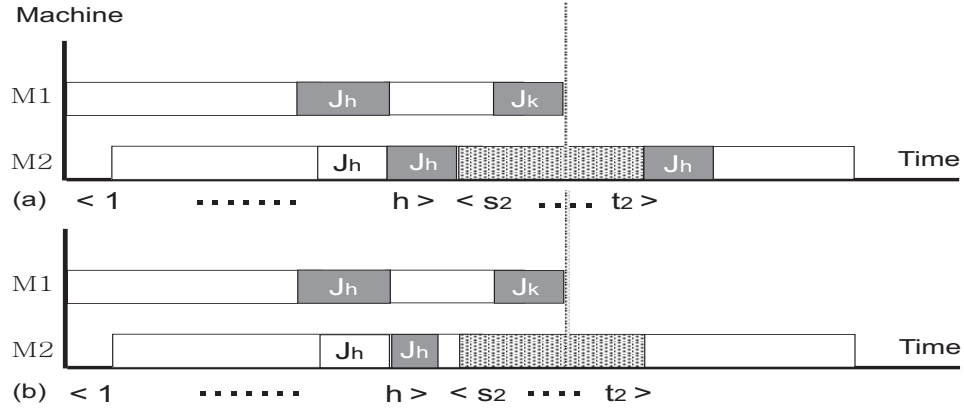 Machine
M1 Jh Jk
M2 Jh Jh Jh Time
(a) < 1 ....... h > < s2 .... t2 >
M1 Jh Jk
M2 Jh Jh Time
(b) < 1 ....... h > < s2 .... t2 >